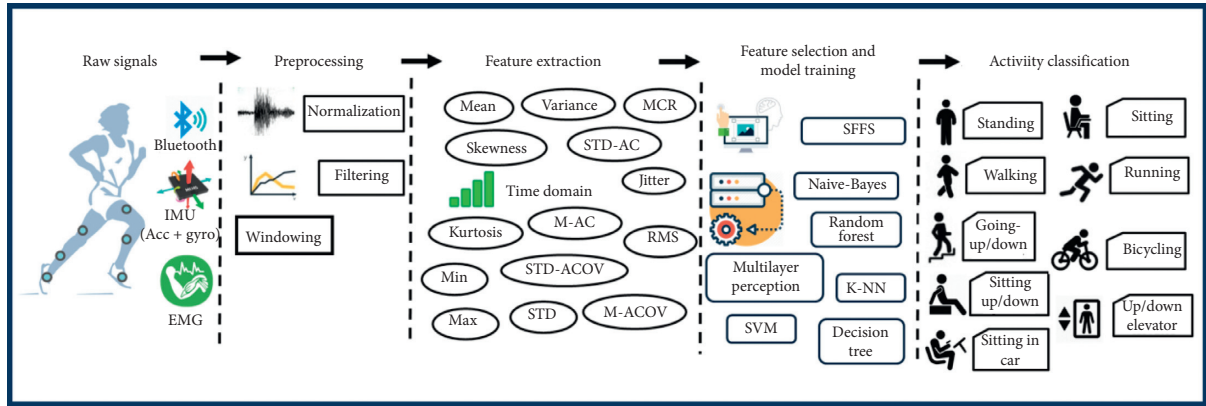 Raw signals
Bluetooth
IMU
(Acc + gyro)
EMG
Preprocessing
Normalization
Filtering
Windowing
Feature extraction
Mean
Variance
MCR
Skewness
STD-AC
Time domain
Jitter
Kurtosis
M-AC
RMS
Min
STD-ACOV
Max
STD
M-ACOV
Feature selection and
model training
SFFS
Naive-Bayes
Random
forest
Multilayer
perception
K-NN
SVM
Decision
tree
Activiity classification
Standing
Sitting
Walking
Running
Going-
up/down
Bicycling
Sitting
up/down
Up/down
elevator
Sitting in
car